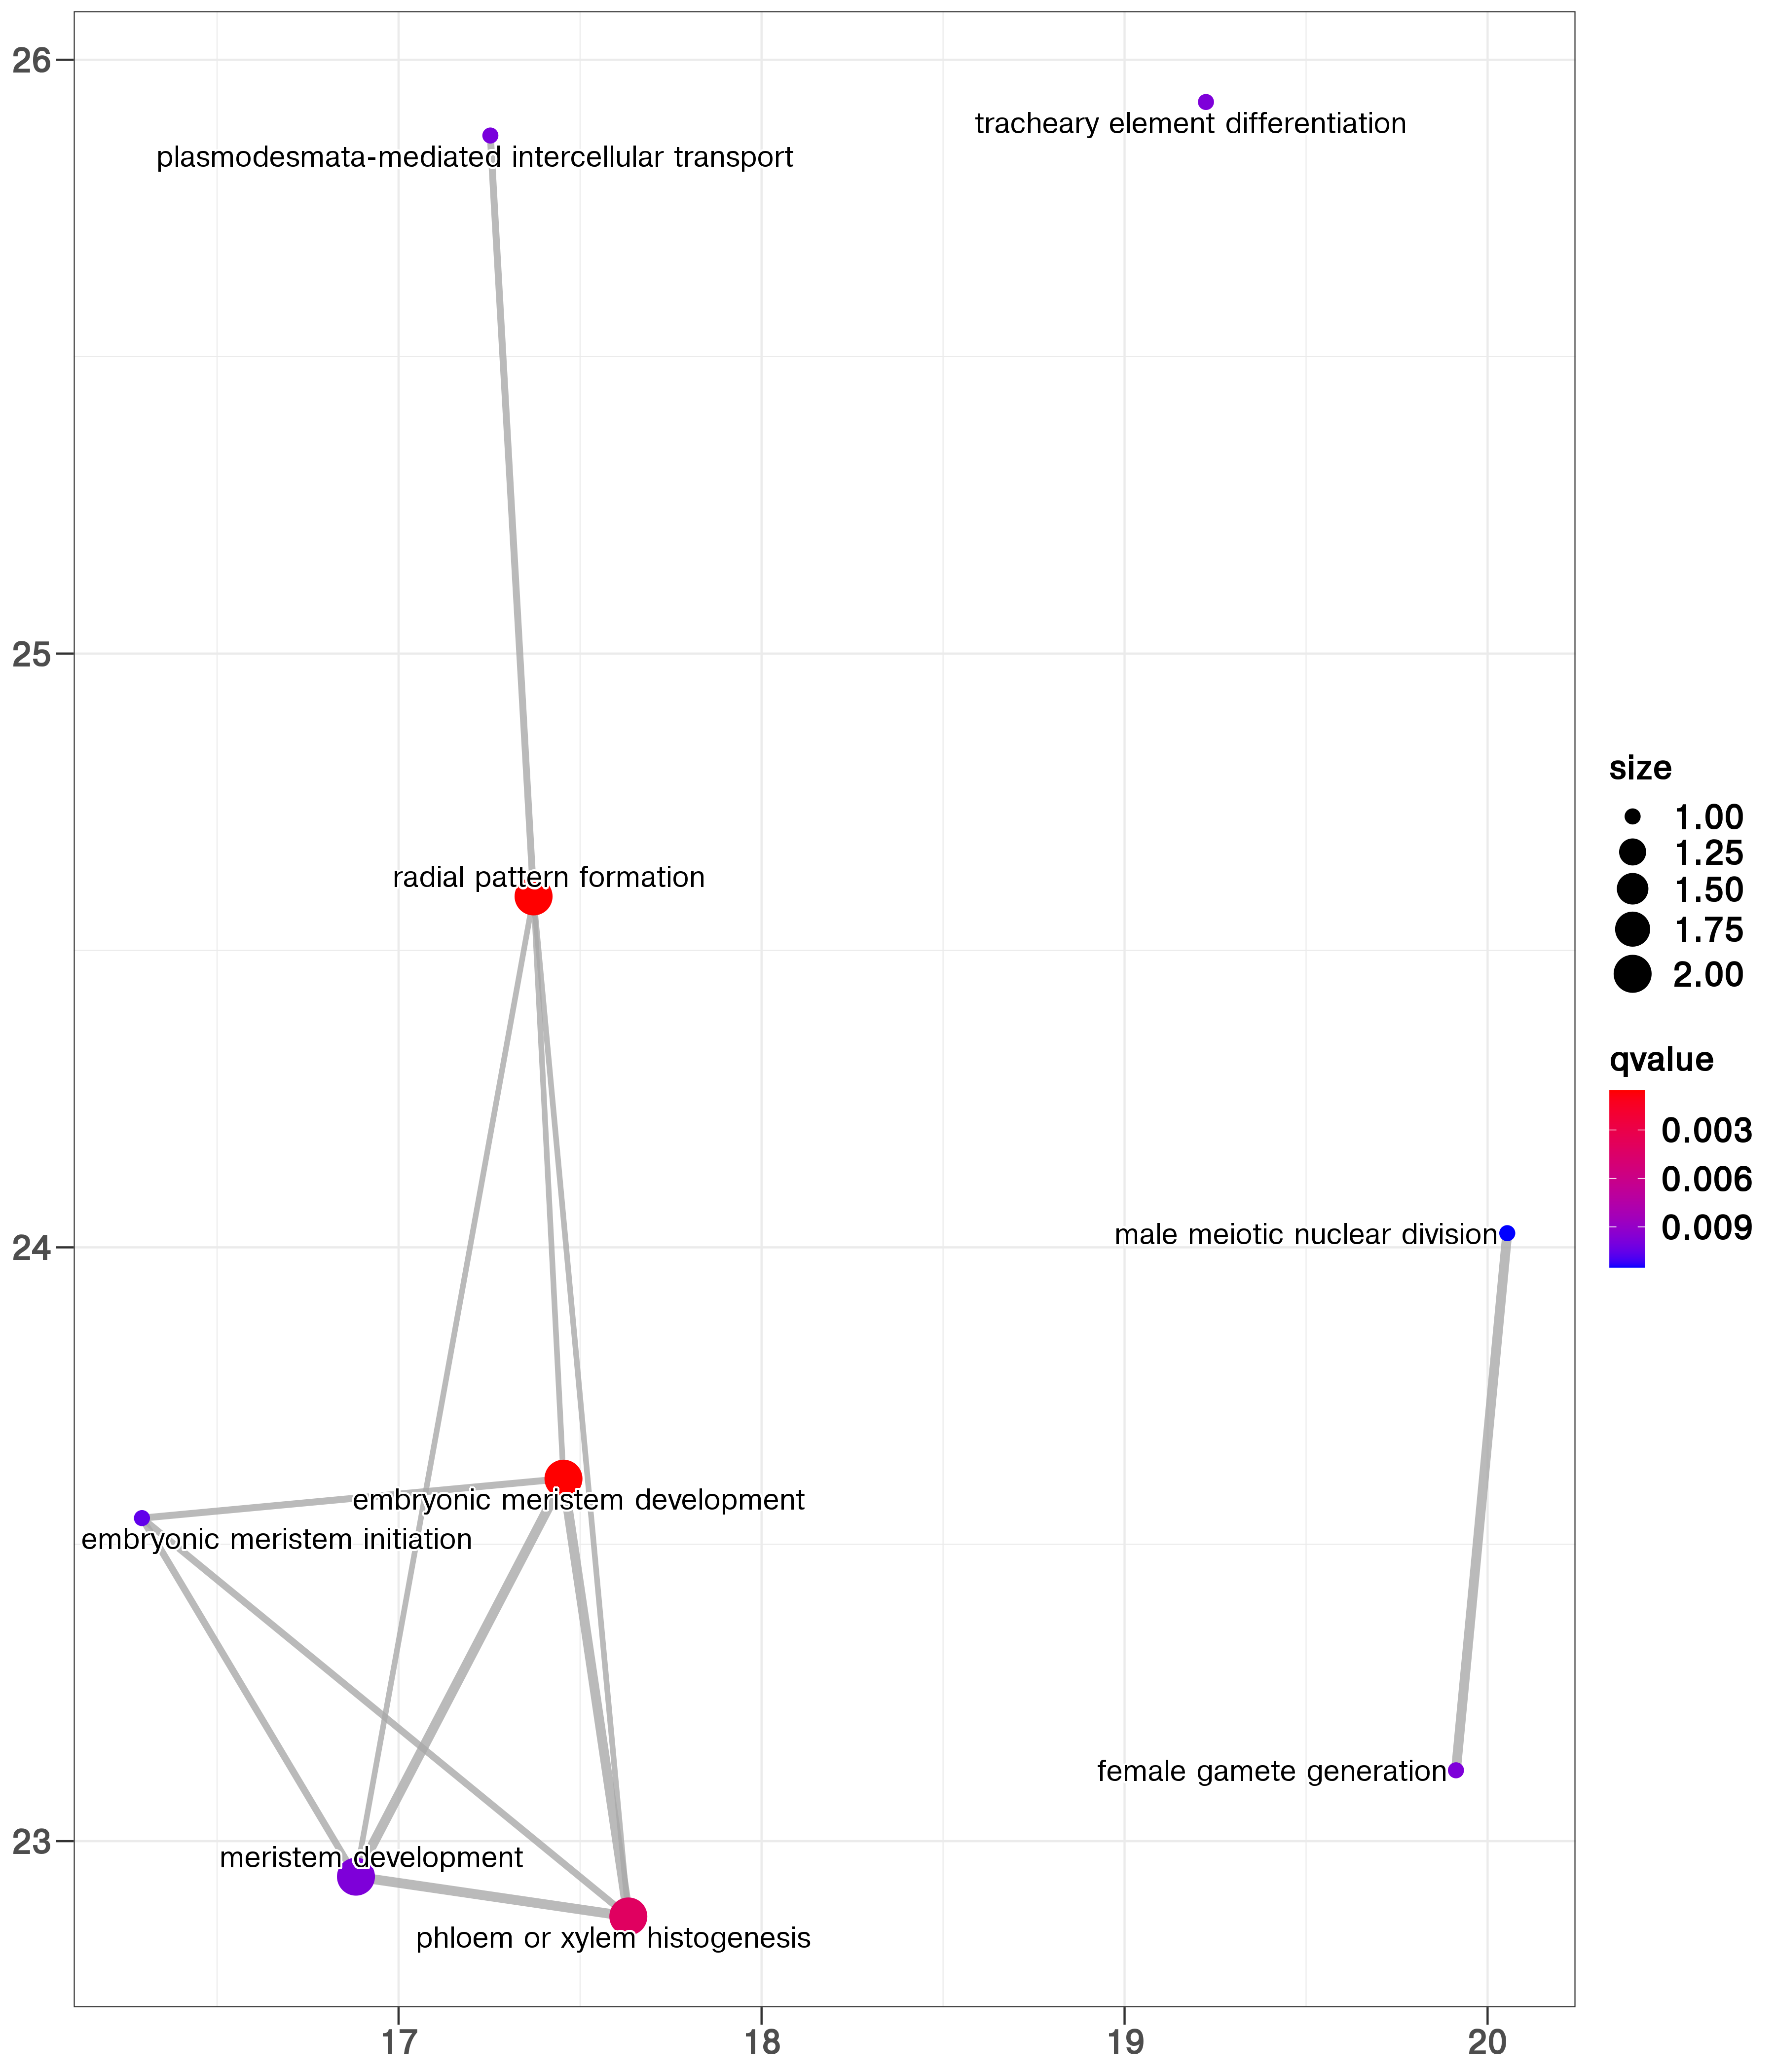 26
tracheary element differentiation
plasmodesmata-mediated intercellular transport
25
size
1.00
1.25
1.50
1.75
2.00
radial pattern formation
qvalue
0.003
0.006
0.009
24
male meiotic nuclear division
embryonic meristem development
embryonic meristem initiation
female gamete generation
23
meristem development
phloem or xylem histogenesis
17
18
19
20